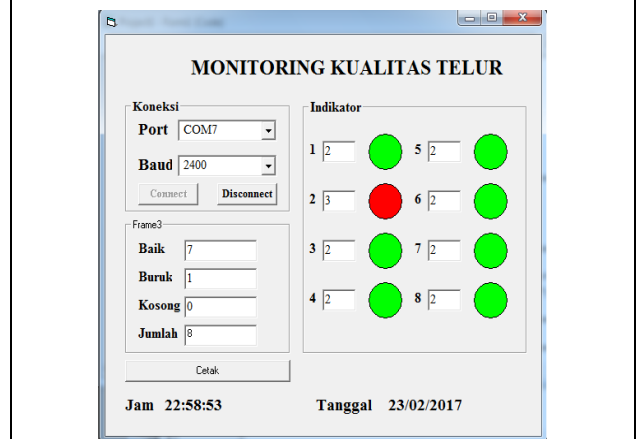 MONITORING KUALITAS TELUR
Koneksi
Port COM7
Baud 2400
Connect Disconnect
Frame3
Baik 7
Buruk 1
Kosong 0
Jumlah 8
Cetak
Indikator
1 2 5 2
2 3 6 2
3 2 7 2
4 2 8 2
Jam 22:58:53 Tanggal 23/02/2017